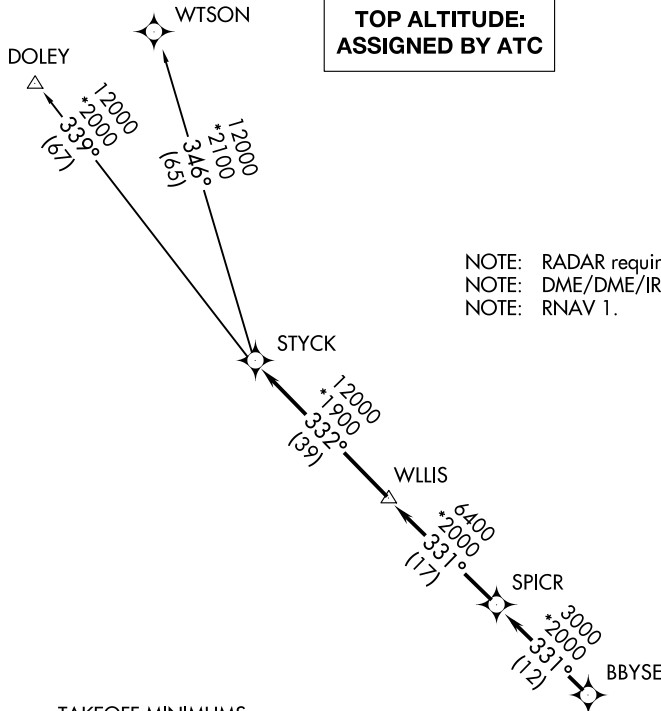 WTSON
TOP ALTITUDE:
ASSIGNED BY ATC
DOLEY
12000
*2000
339°
(67)
12000
*2100
346°
(65)
NOTE: RADAR requir
NOTE: DME/DME/IR
NOTE: RNAV 1.
STYCK
12000
*1900
332°
(39)
WLLIS
6400
*2000
331°
(17)
SPICR
3000
*2000
331°
(12)
BBYSE
TAKEOFF MINIMUMS